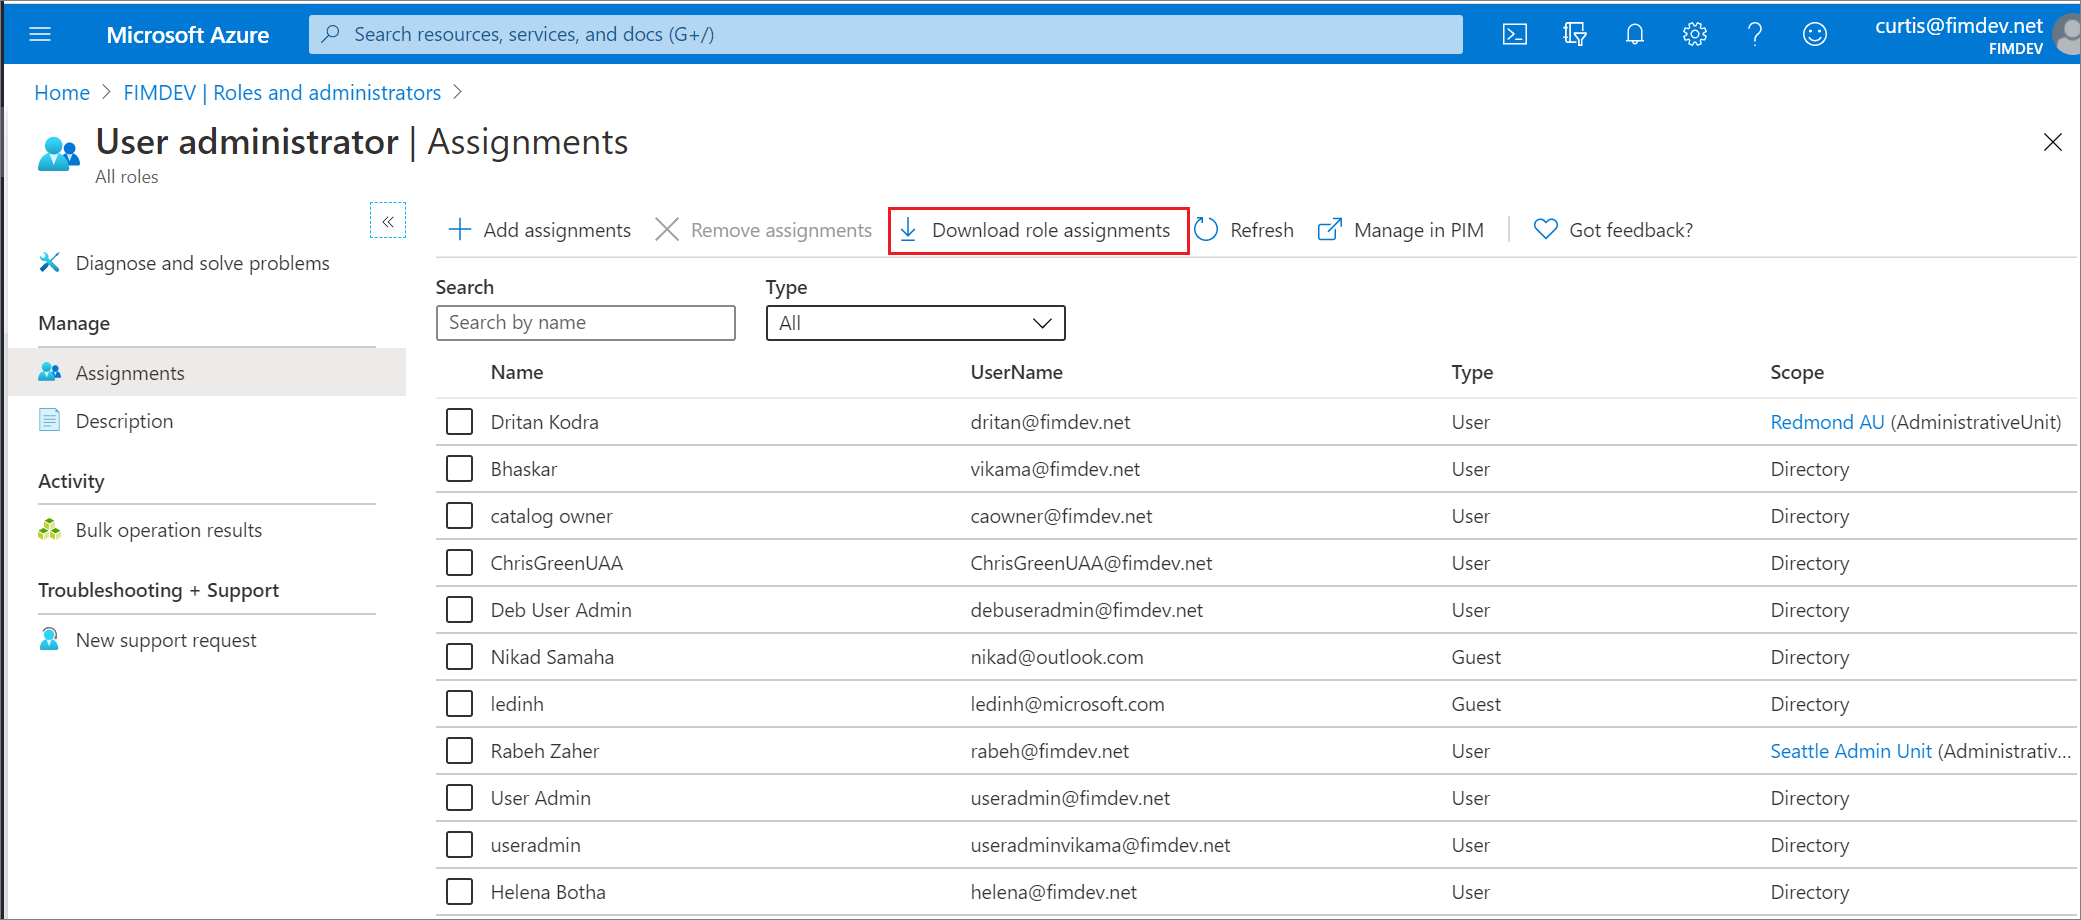 Microsoft Azure
Search resources, services, and docs (G+/)
curtis@fimdev.net
FIMDEV
Home > FIMDEV | Roles and administrators >
User administrator | Assignments
All roles
«
Add assignments
Remove assignments
Download role assignments
Refresh
Manage in PIM
Got feedback?
Diagnose and solve problems
Manage
Assignments
Description
Activity
Bulk operation results
Troubleshooting + Support
New support request
Search Type
Search by name All
Name UserName Type Scope
Dritan Kodra dritan@fimdev.net User Redmond AU (AdministrativeUnit)
Bhaskar vikama@fimdev.net User Directory
catalog owner caowner@fimdev.net User Directory
ChrisGreenUAA ChrisGreenUAA@fimdev.net User Directory
Deb User Admin debuseradmin@fimdev.net User Directory
Nikad Samaha nikad@outlook.com Guest Directory
ledinh ledinh@microsoft.com Guest Directory
Rabeh Zaher rabeh@fimdev.net User Seattle Admin Unit (Administrativ...
User Admin useradmin@fimdev.net User Directory
useradmin useradminvikama@fimdev.net User Directory
Helena Botha helena@fimdev.net User Directory